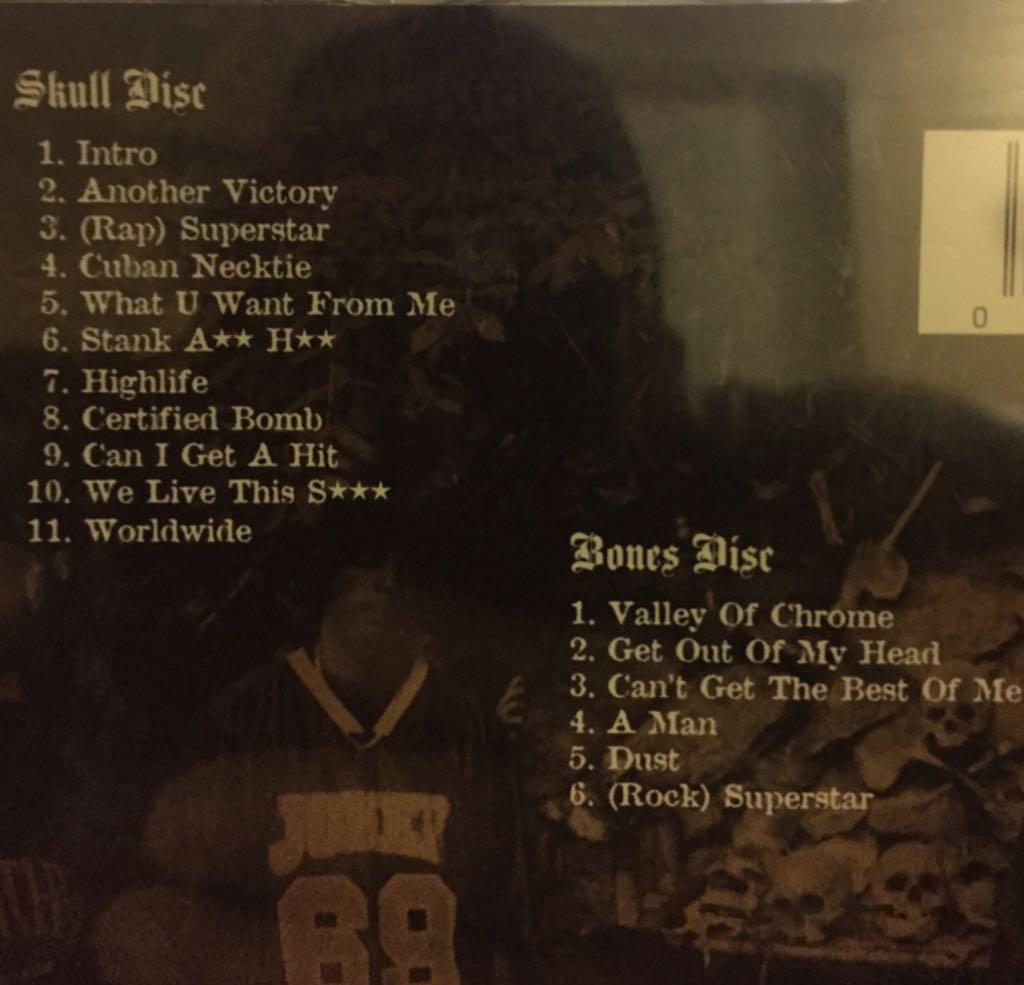 Skull Disc
1. Intro
2. Another Victory
3. (Rap) Superstar
4. Cuban Necktie
5. What U Want From Me
6. Stank A★★ H★★
7. Highlife
8. Certified Bomb
9. Can I Get A Hit
10. We Live This S★★★
11. Worldwide
0
Bones Disc
1. Valley Of Chrome
2. Get Out Of My Head
3. Can't Get The Best Of Me
4. A Man
5. Dust
6. (Rock) Superstar
68